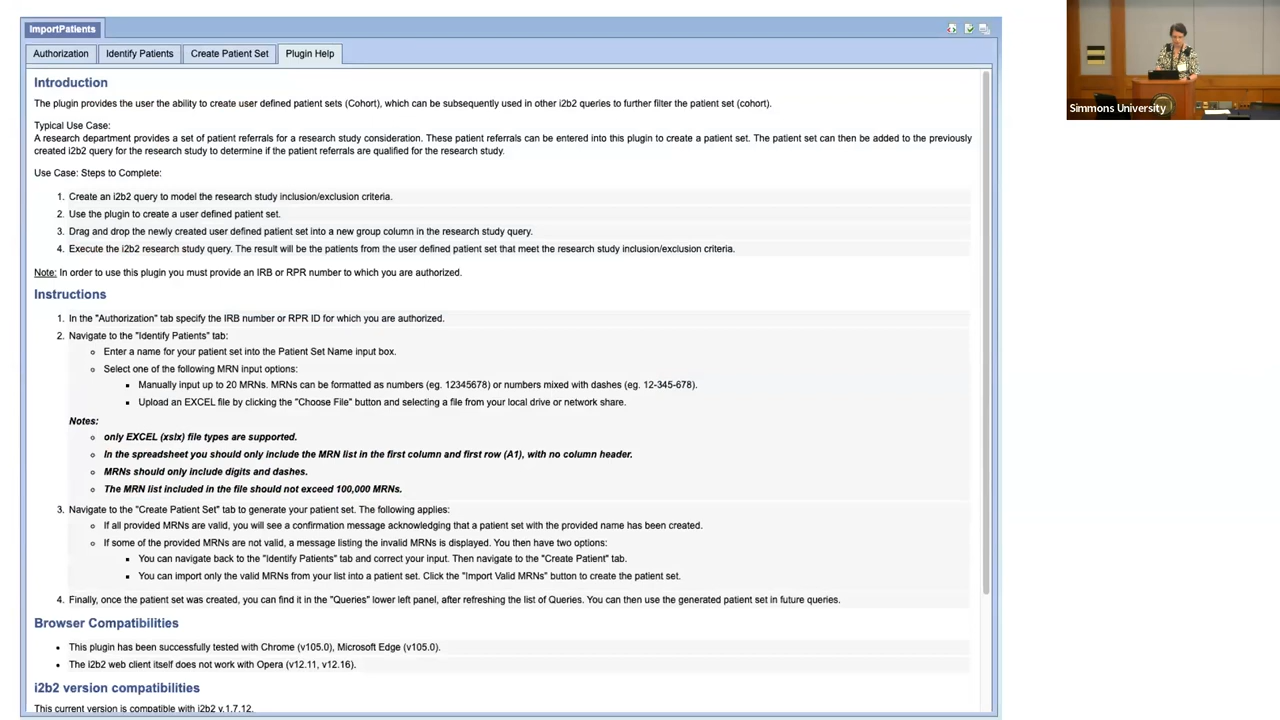 ImportPatients
Authorization
Identify Patients
Create Patient Set
Plugin Help
Introduction
The plugin provides the user the ability to create user defined patient sets (Cohort), which can be subsequently used in other i2b2 queries to further filter the patient set (cohort).
Typical Use Case:
A research department provides a set of patient referrals for a research study consideration. These patient referrals can be entered into this plugin to create a patient set. The patient set can then be added to the previously
created i2b2 query for the research study to determine if the patient referrals are qualified for the research study.
Use Case: Steps to Complete:
1. Create an i2b2 query to model the research study inclusion/exclusion criteria.
2. Use the plugin to create a user defined patient set.
3. Drag and drop the newly created user defined patient set into a new group column in the research study query.
4. Execute the i2b2 research study query. The result will be the patients from the user defined patient set that meet the research study inclusion/exclusion criteria.
Note: In order to use this plugin you must provide an IRB or RPR number to which you are authorized.
Instructions
1. In the "Authorization" tab specify the IRB number or RPR ID for which you are authorized.
2. Navigate to the "Identify Patients" tab:
Enter a name for your patient set into the Patient Set Name input box.
Select one of the following MRN input options:
Manually input up to 20 MRNs. MRNs can be formatted as numbers (eg. 12345678) or numbers mixed with dashes (eg. 12-345-678).
Upload an EXCEL file by clicking the "Choose File" button and selecting a file from your local drive or network share.
Notes:
only EXCEL (xslx) file types are supported.
In the spreadsheet you should only include the MRN list in the first column and first row (A1), with no column header.
MRNs should only include digits and dashes.
The MRN list included in the file should not exceed 100,000 MRNs.
3. Navigate to the "Create Patient Set" tab to generate your patient set. The following applies:
If all provided MRNs are valid, you will see a confirmation message acknowledging that a patient set with the provided name has been created.
If some of the provided MRNs are not valid, a message listing the invalid MRNs is displayed. You then have two options:
You can navigate back to the "Identify Patients" tab and correct your input. Then navigate to the "Create Patient" tab.
You can import only the valid MRNs from your list into a patient set. Click the "Import Valid MRNs" button to create the patient set.
4. Finally, once the patient set was created, you can find it in the "Queries" lower left panel, after refreshing the list of Queries. You can then use the generated patient set in future queries.
Browser Compatibilities
This plugin has been successfully tested with Chrome (v105.0), Microsoft Edge (v105.0).
The i2b2 web client itself does not work with Opera (v12.11, v12.16).
i2b2 version compatibilities
This current version is compatible with i2b2 v.1.7.12.
Simmons University